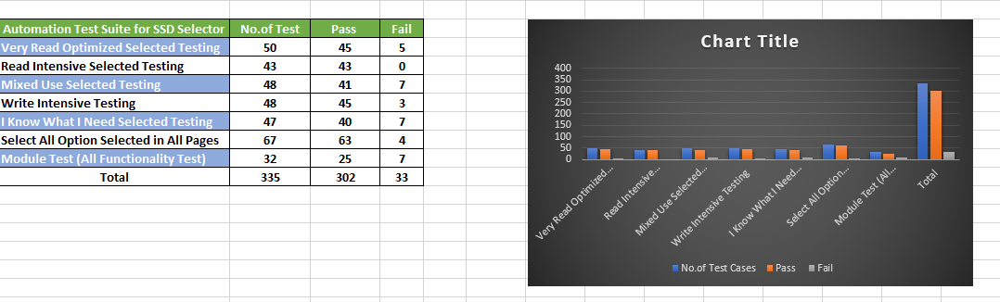 Automation Test Suite for SSD Selector No.of Test Pass Fail
Very Read Optimized Selected Testing 50 45 5
Read Intensive Selected Testing 43 43 0
Mixed Use Selected Testing 48 41 7
Write Intensive Testing 48 45 3
I Know What I Need Selected Testing 47 40 7
Select All Option Selected in All Pages 67 63 4
Module Test (All Functionality Test) 32 25 7
Total 335 302 33
Chart Title
400
350
300
250
200
150
100
50
0
Very Read Optimized...
Read Intensive...
Mixed Use Selected...
Write Intensive Testing
I Know What I Need...
Select All Option...
Module Test (All...
Total
No.of Test Cases Pass Fail